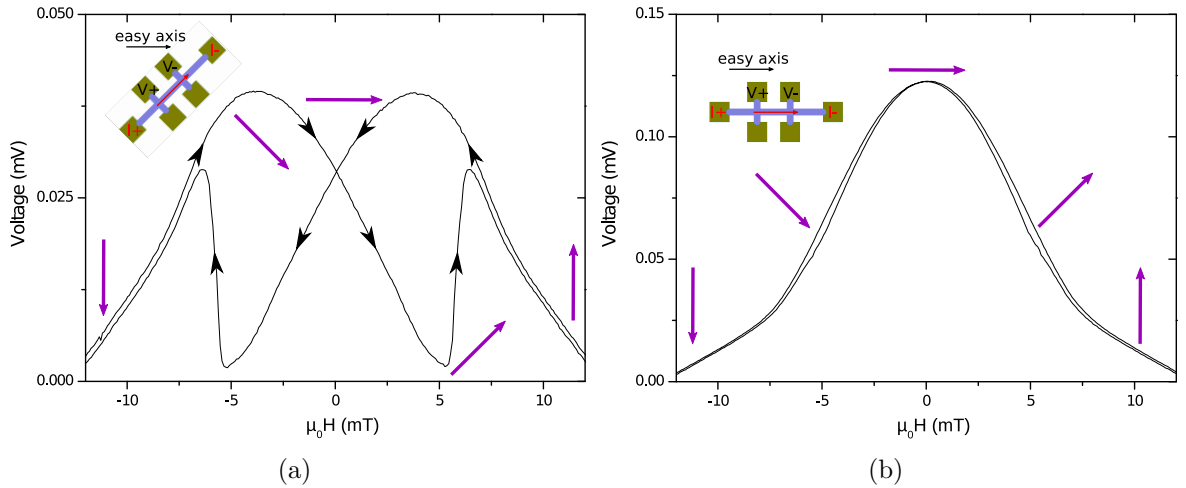 0.050
0.025
0.000
Voltage (mV)
easy axis
I+
V+
V-
I-
-10
-5
0
5
10
μ₀H (mT)
(a)
0.15
0.10
0.05
0.00
Voltage (mV)
easy axis
I+
V+
V-
I-
-10
-5
0
5
10
μ₀H (mT)
(b)